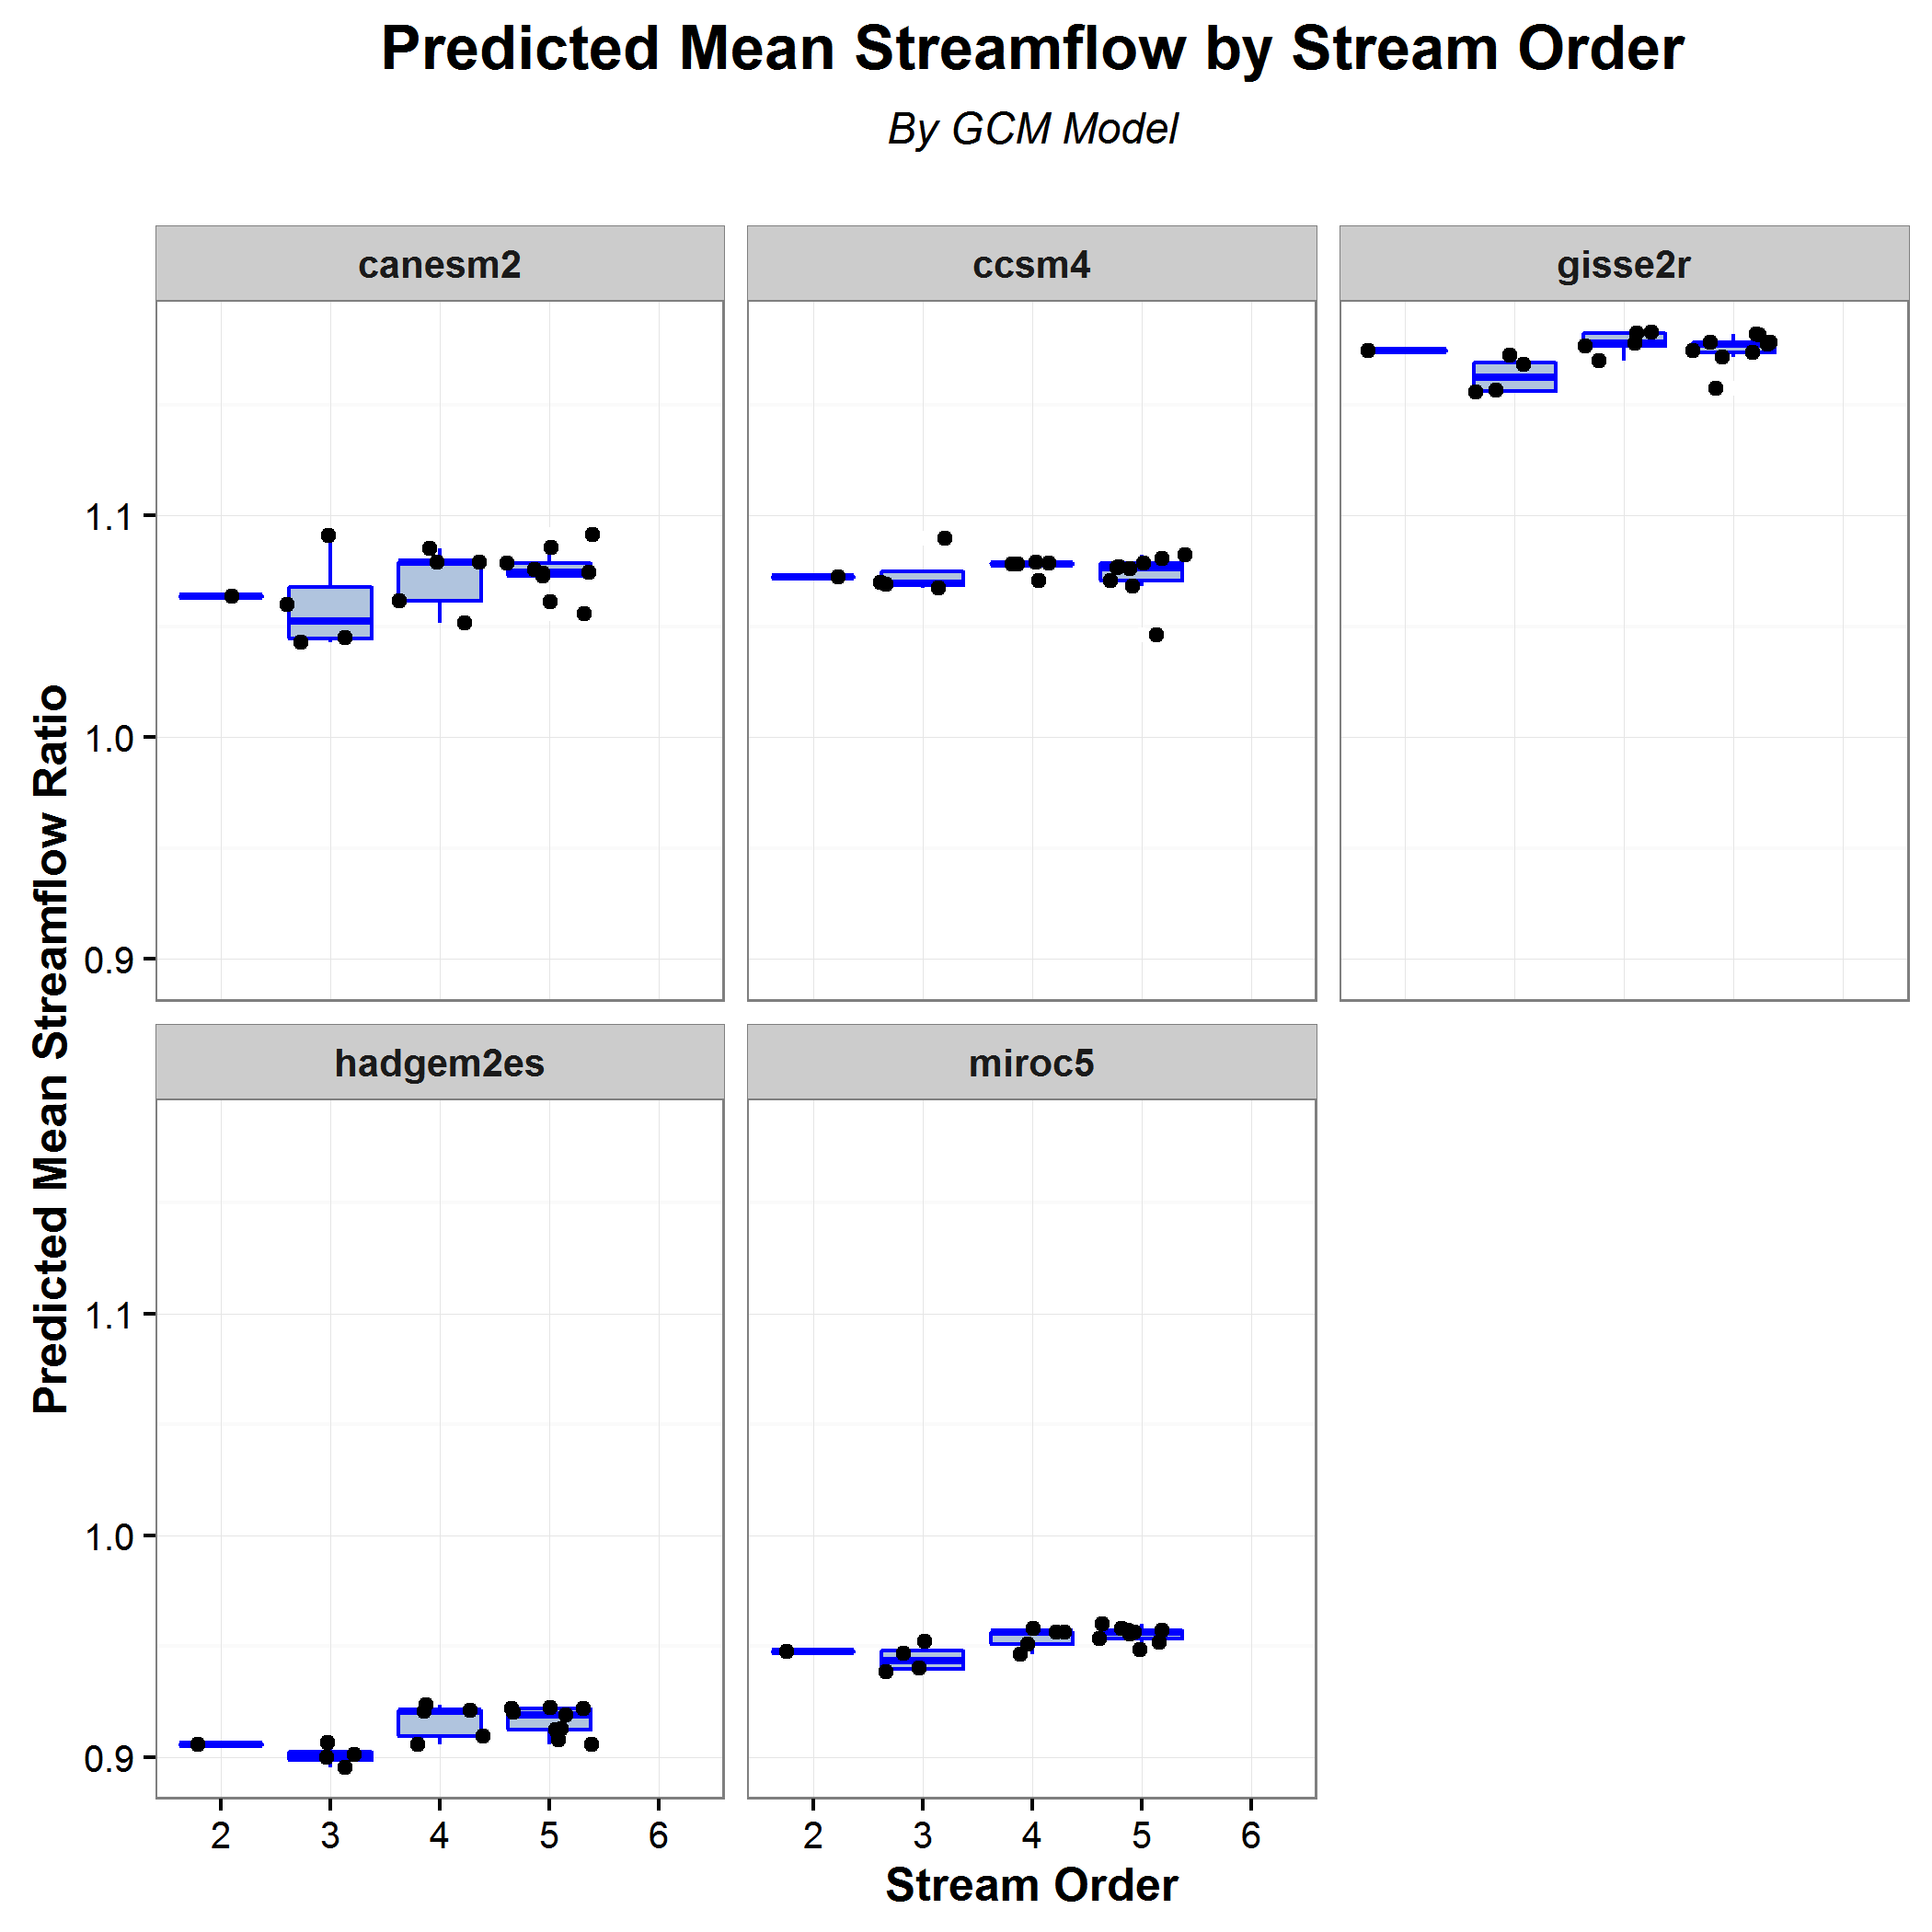 Predicted Mean Streamflow by Stream Order
By GCM Model
canesm2
ccsm4
gisse2r
1.1
1.0
0.9
Predicted Mean Streamflow Ratio
hadgem2es
miroc5
1.1
1.0
0.9
2 3 4 5 6
2 3 4 5 6
Stream Order